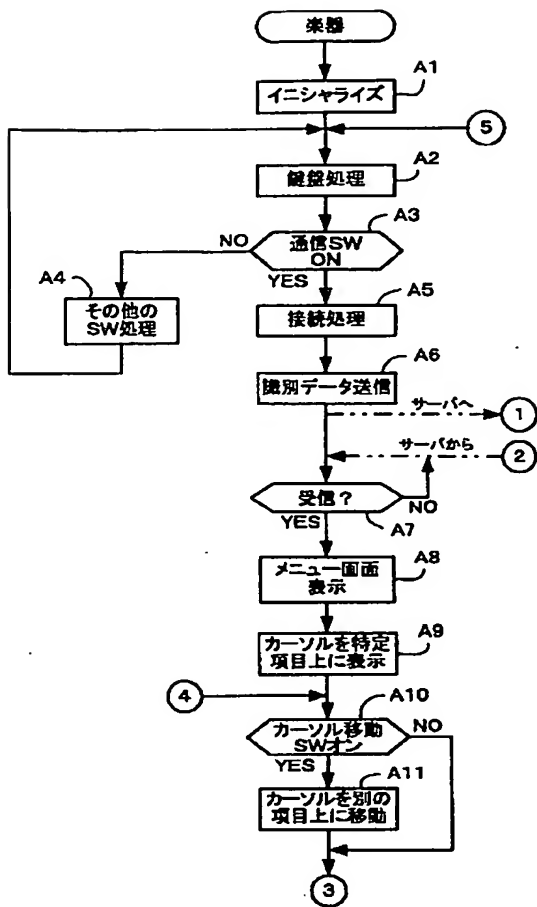 楽器
A1
イニシャライズ
5
A2
鍵盤処理
A3
NO
通信SW
ON
YES
A4
その他の
SW処理
A5
接続処理
A6
識別データ送信
サーバへ
1
サーバから
2
受信?
NO
YES
A7
メニュー画面
表示
A8
カーソルを特定
項目上に表示
A9
4
A10
カーソル移動
SWオン
NO
YES
A11
カーソルを別の
項目上に移動
3